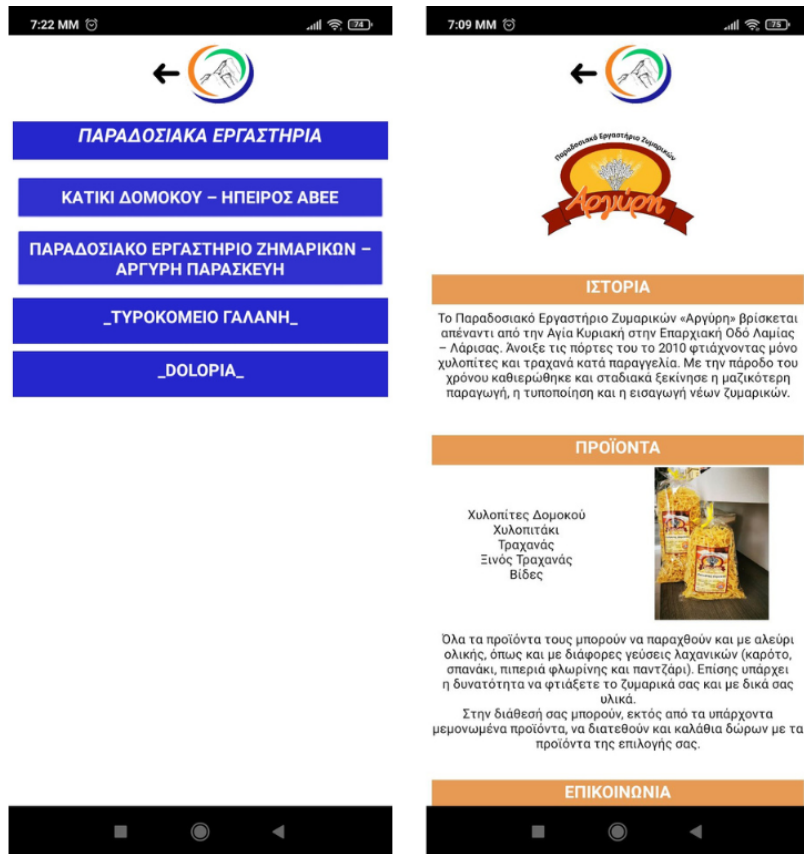 7:22 MM
74
ΠΑΡΑΔΟΣΙΑΚΑ ΕΡΓΑΣΤΗΡΙΑ
ΚΑΤΙΚΙ ΔΟΜΟΚΟΥ – ΗΠΕΙΡΟΣ ΑΒΕΕ
ΠΑΡΑΔΟΣΙΑΚΟ ΕΡΓΑΣΤΗΡΙΟ ΖΗΜΑΡΙΚΩΝ –
ΑΡΓΥΡΗ ΠΑΡΑΣΚΕΥΗ
_ΤΥΡΟΚΟΜΕΙΟ ΓΑΛΑΝΗ_
_DOLOPIA_
7:09 MM
75
Παραδοσιακό Εργαστήριο Ζυμαρικών
Αργύρη
ΙΣΤΟΡΙΑ
Το Παραδοσιακό Εργαστήριο Ζυμαρικών «Αργύρη» βρίσκεται
απέναντι από την Αγία Κυριακή στην Επαρχιακή Οδό Λαμίας
– Λάρισας. Άνοιξε τις πόρτες του το 2010 φτιάχνοντας μόνο
χυλοπίτες και τραχανά κατά παραγγελία. Με την πάροδο του
χρόνου καθιερώθηκε και σταδιακά ξεκίνησε η μαζικότερη
παραγωγή, η τυποποίηση και η εισαγωγή νέων ζυμαρικών.
ΠΡΟΪΟΝΤΑ
Χυλοπίτες Δομοκού
Χυλοπιτάκι
Τραχανάς
Ξινός Τραχανάς
Βίδες
Όλα τα προϊόντα τους μπορούν να παραχθούν και με αλεύρι
ολικής, όπως και με διάφορες γεύσεις λαχανικών (καρότο,
σπανάκι, πιπεριά φλωρίνης και παντζάρι). Επίσης υπάρχει
η δυνατότητα να φτιάξετε το ζυμαρικά σας και με δικά σας
υλικά.
Στην διάθεσή σας μπορούν, εκτός από τα υπάρχοντα
μεμονωμένα προϊόντα, να διατεθούν και καλάθια δώρων με τα
προϊόντα της επιλογής σας.
ΕΠΙΚΟΙΝΩΝΙΑ